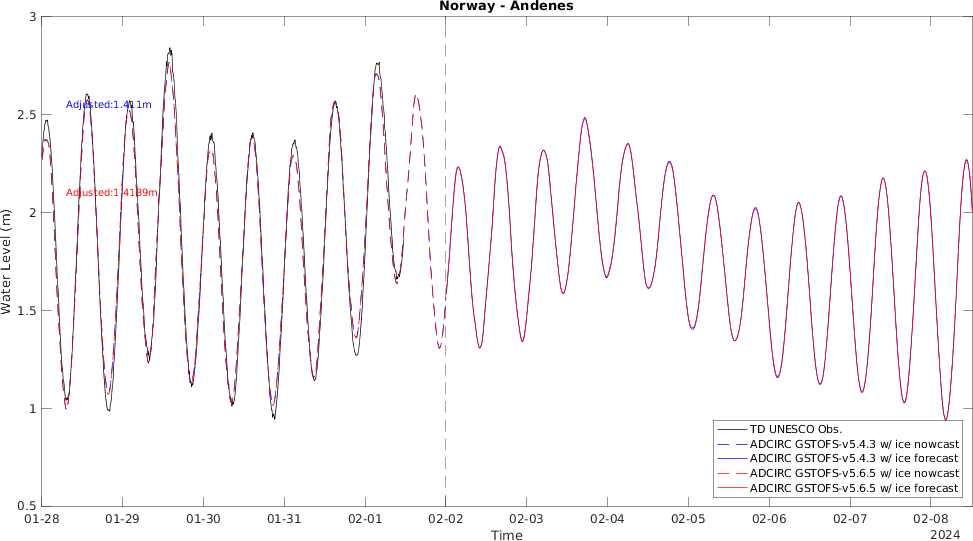 Norway - Andenes
3
2.5
2
1.5
1
0.5
Water Level (m)
Adjusted:1.411m
Adjusted:1.4189m
TD UNESCO Obs.
ADCIRC GSTOFS-v5.4.3 w/ ice nowcast
ADCIRC GSTOFS-v5.4.3 w/ ice forecast
ADCIRC GSTOFS-v5.6.5 w/ ice nowcast
ADCIRC GSTOFS-v5.6.5 w/ ice forecast
01-28 01-29 01-30 01-31 02-01 02-02 02-03 02-04 02-05 02-06 02-07 02-08
Time
2024